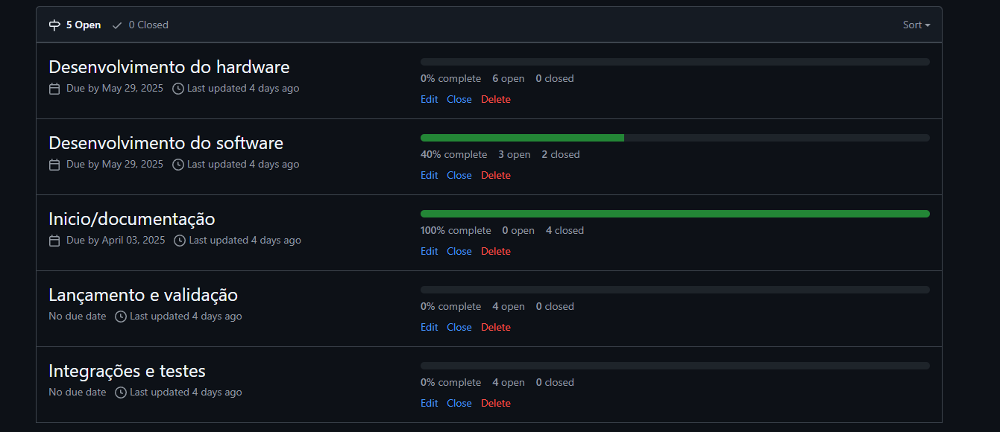 5 Open 0 Closed Sort
Desenvolvimento do hardware
Due by May 29, 2025 Last updated 4 days ago
0% complete 6 open 0 closed
Edit Close Delete
Desenvolvimento do software
Due by May 29, 2025 Last updated 4 days ago
40% complete 3 open 2 closed
Edit Close Delete
Inicio/documentação
Due by April 03, 2025 Last updated 4 days ago
100% complete 0 open 4 closed
Edit Close Delete
Lançamento e validação
No due date Last updated 4 days ago
0% complete 4 open 0 closed
Edit Close Delete
Integrações e testes
No due date Last updated 4 days ago
0% complete 4 open 0 closed
Edit Close Delete